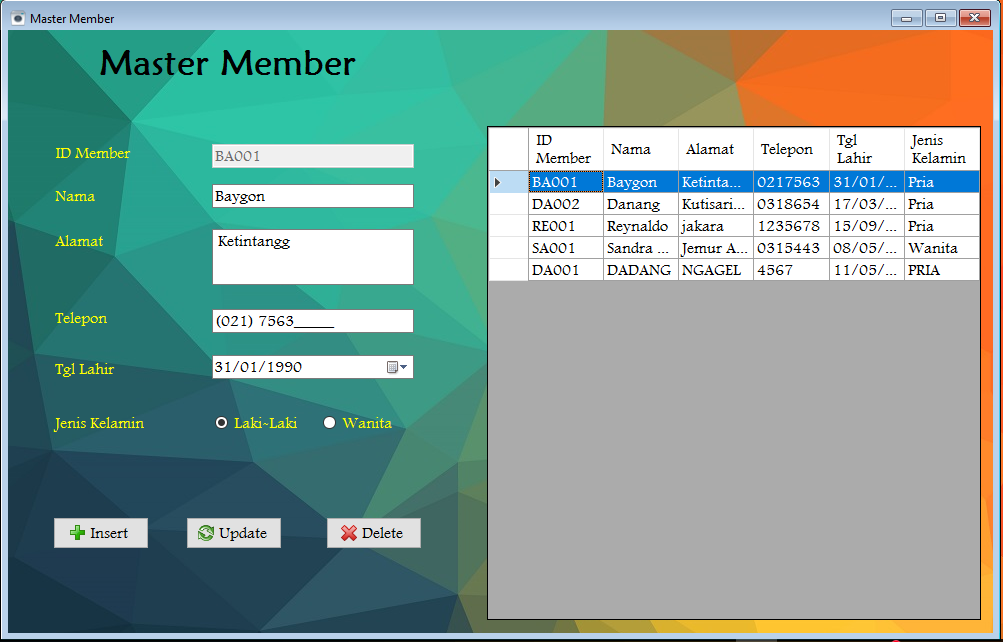 Master Member
Master Member
ID Member
BA001
Nama
Baygon
Alamat
Ketintangg
Telepon
(021) 7563_____
Tgl Lahir
31/01/1990
Jenis Kelamin
Laki-Laki
Wanita
Insert
Update
Delete
ID Member Nama Alamat Telepon Tgl Lahir Jenis Kelamin
BA001 Baygon Ketinta... 0217563 31/01/... Pria
DA002 Danang Kutisari... 0318654 17/03/... Pria
RE001 Reynaldo jakara 1235678 15/09/... Pria
SA001 Sandra ... Jemur A... 0315443 08/05/... Wanita
DA001 DADANG NGAGEL 4567 11/05/... PRIA